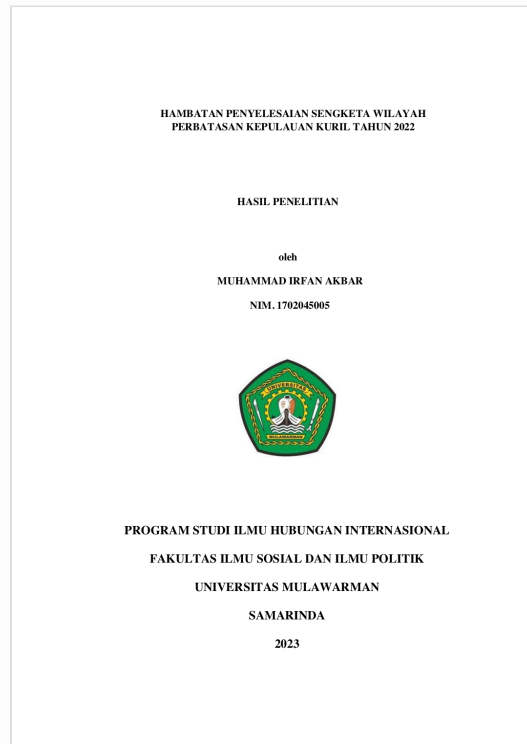 HAMBATAN PENYELESAIAN SENGKETA WILAYAH
PERBATASAN KEPULAUAN KURIL TAHUN 2022
HASIL PENELITIAN
oleh
MUHAMMAD IRFAN AKBAR
NIM. 1702045005
UNIVERSITAS
MULAWARMAN
PROGRAM STUDI ILMU HUBUNGAN INTERNASIONAL
FAKULTAS ILMU SOSIAL DAN ILMU POLITIK
UNIVERSITAS MULAWARMAN
SAMARINDA
2023